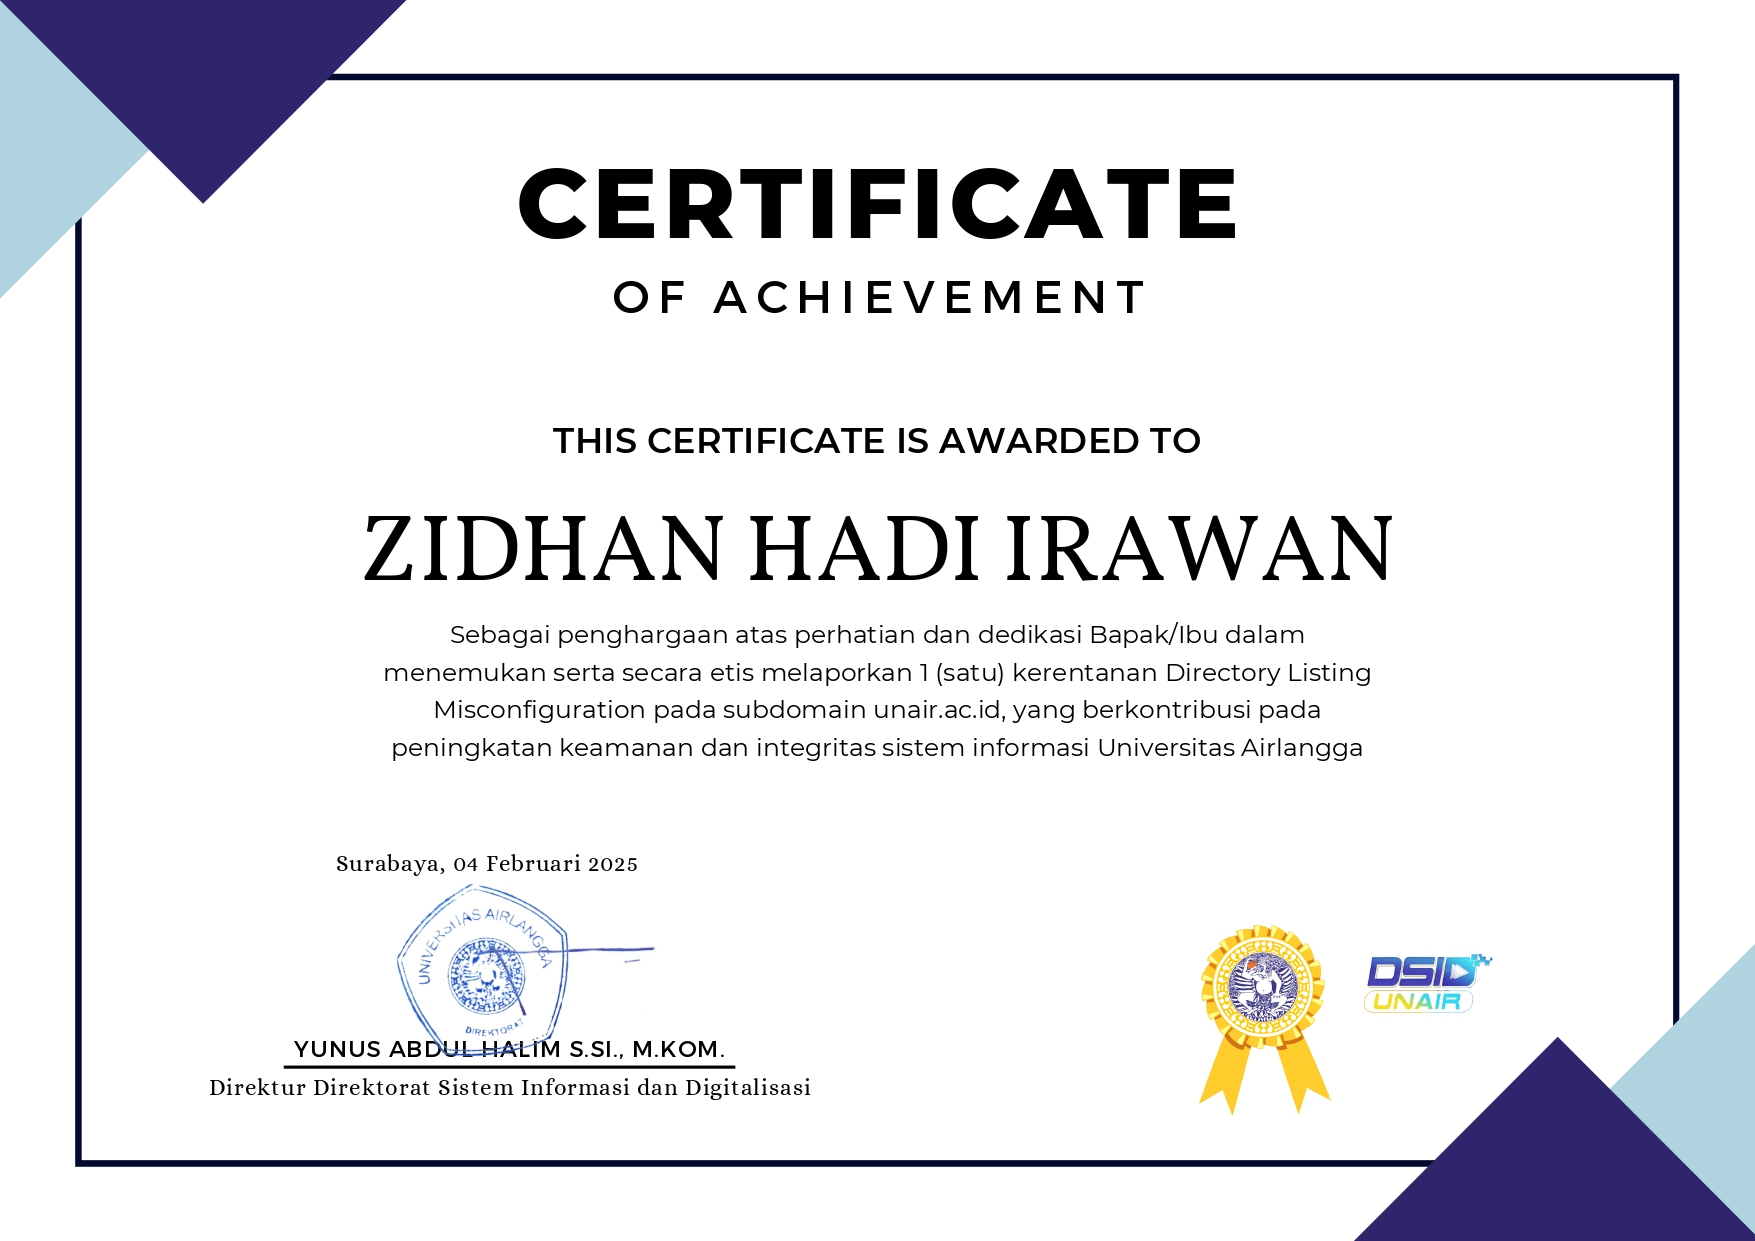 CERTIFICATE
OF ACHIEVEMENT
THIS CERTIFICATE IS AWARDED TO
ZIDHAN HADI IRAWAN
Sebagai penghargaan atas perhatian dan dedikasi Bapak/Ibu dalam
menemukan serta secara etis melaporkan 1 (satu) kerentanan Directory Listing
Misconfiguration pada subdomain unair.ac.id, yang berkontribusi pada
peningkatan keamanan dan integritas sistem informasi Universitas Airlangga
Surabaya, 04 Februari 2025
UNIVERSITAS AIRLANGGA
DIREKTORAT
YUNUS ABDUL HALIM S.SI., M.KOM.
Direktur Direktorat Sistem Informasi dan Digitalisasi
DSID
UNAIR